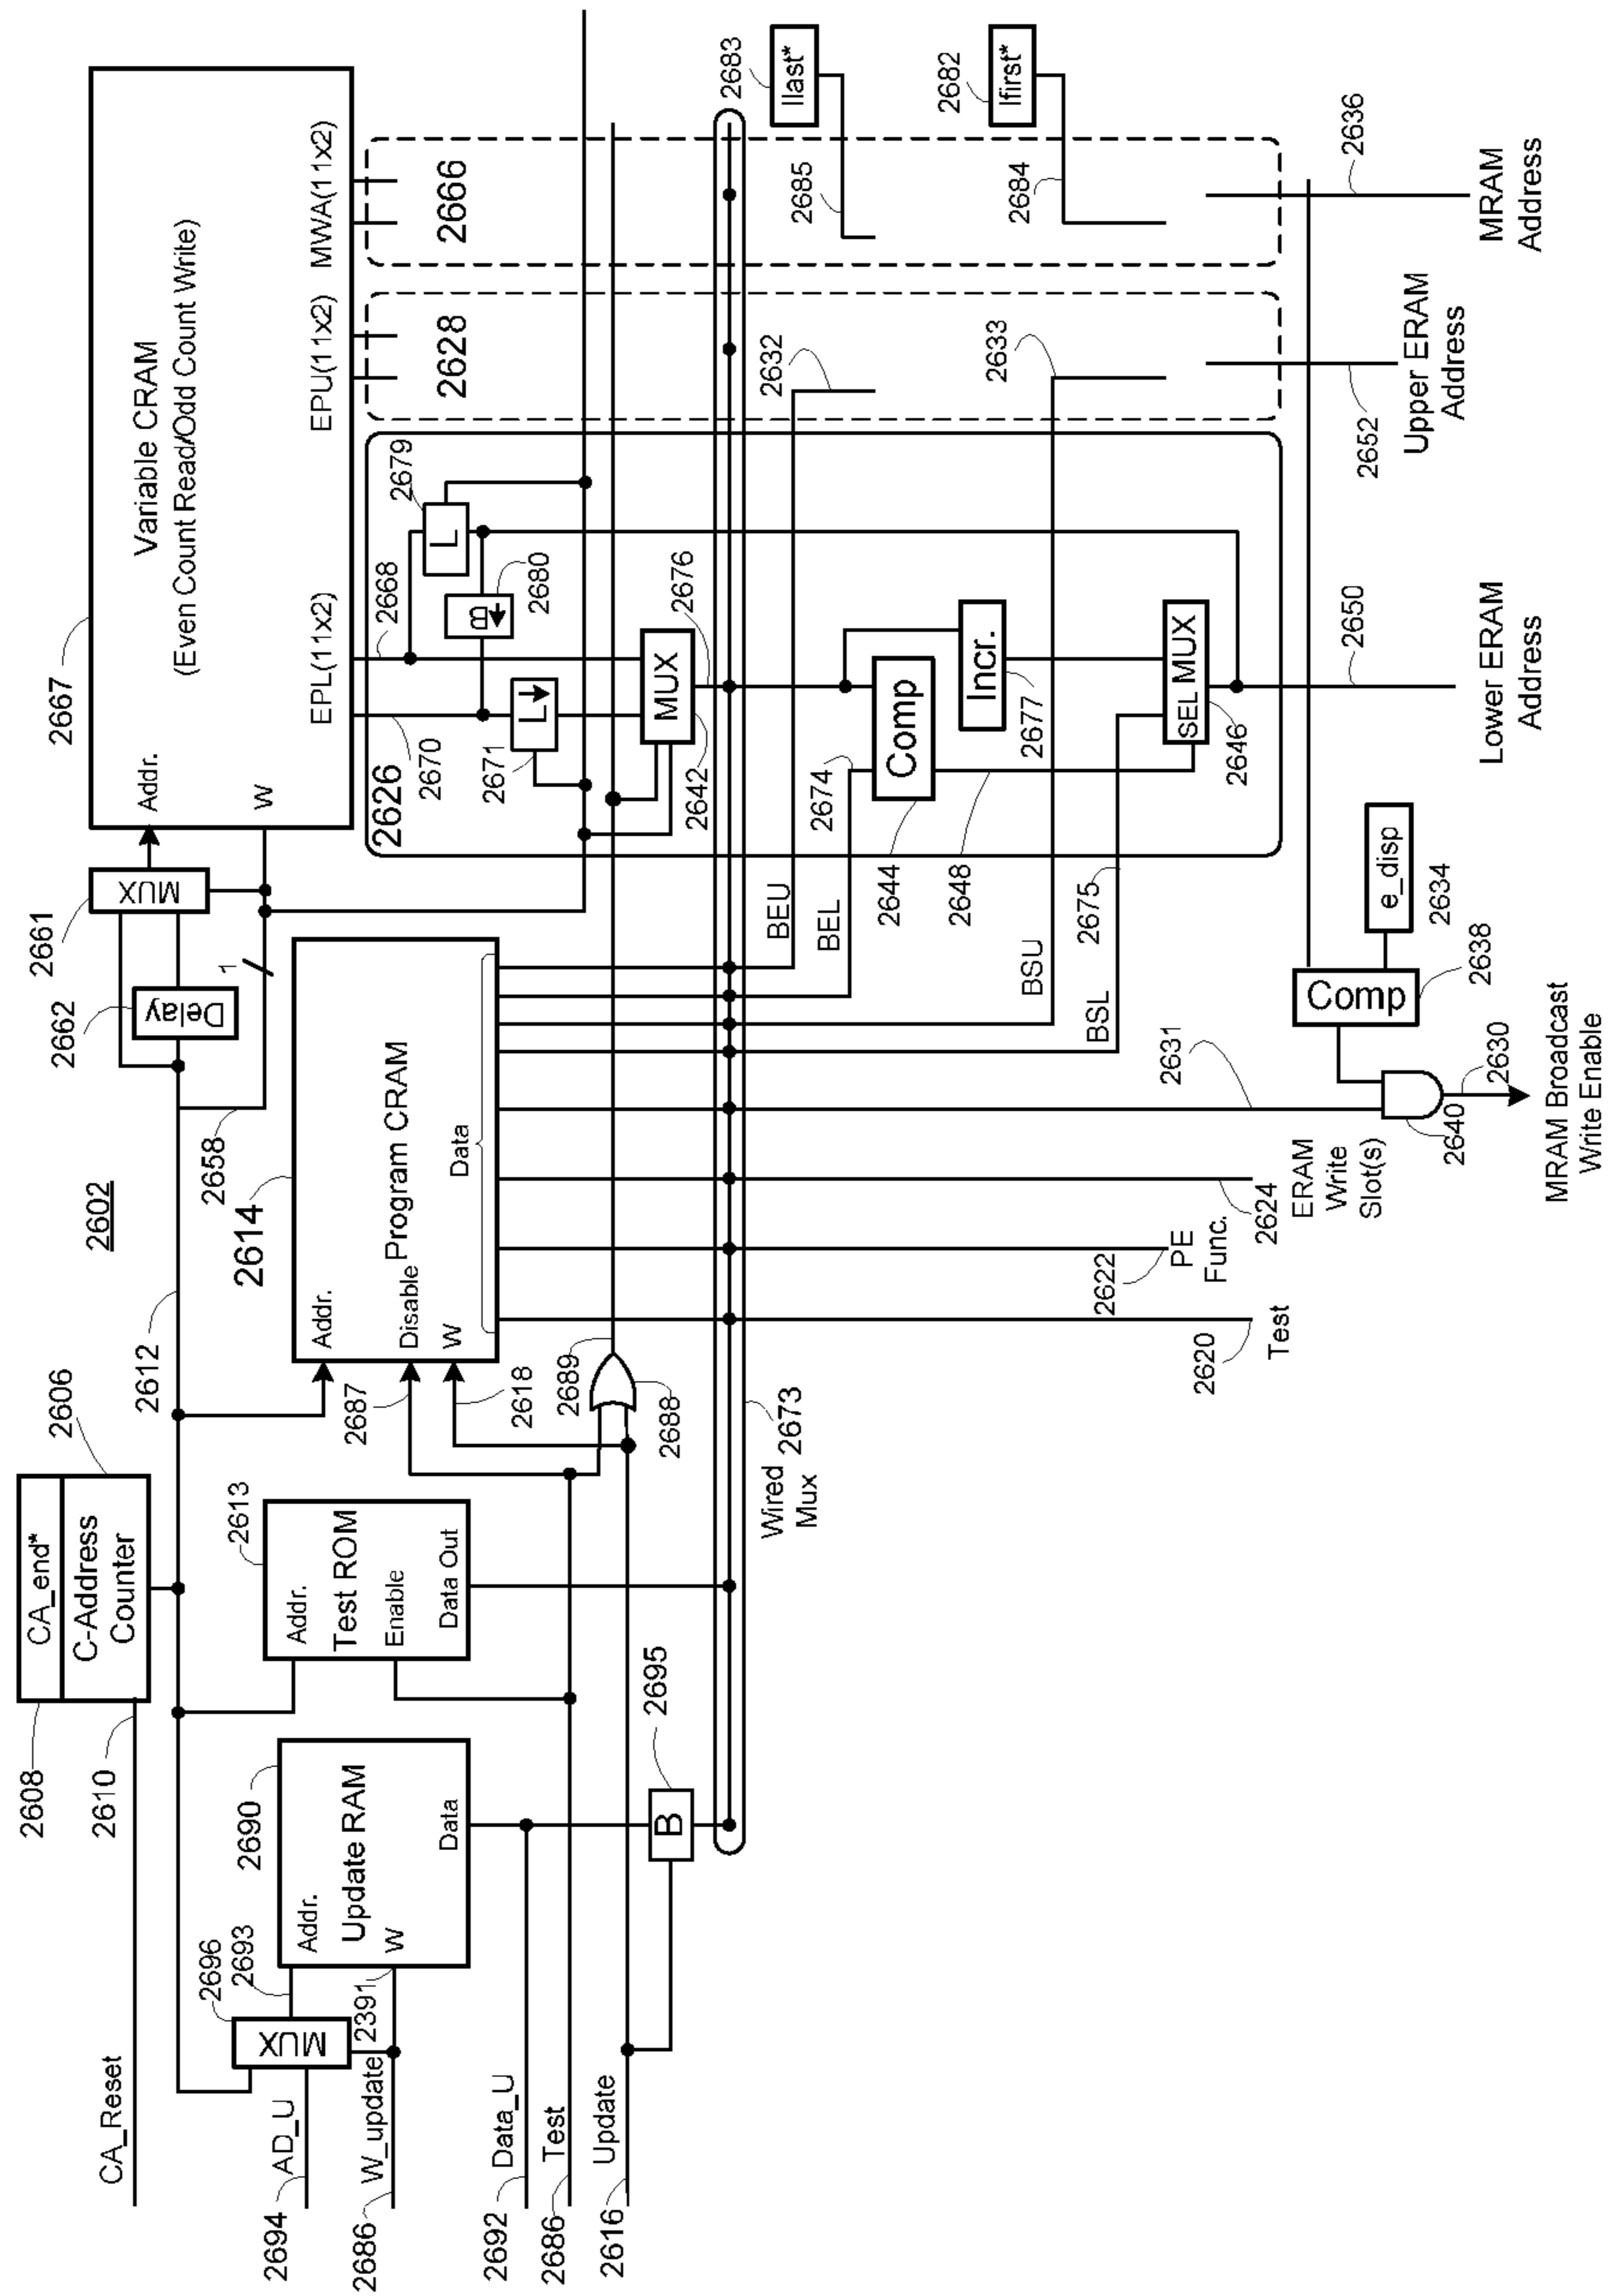 CA_Reset
2608
2610
CA_end*
C-Address
Counter
2606
2612
2602
2658
2662
Delay
2661
MUX
1
2667
Addr.
W
Variable CRAM
(Even Count Read/Odd Count Write)
EPL(11x2)
EPU(11x2)
MWA(11x2)
2694
AD_U
2686
W_update
MUX
2696
2693
2391
2690
Addr.
Update RAM
W
Data
2613
Addr.
Test ROM
Enable
Data Out
2614
Addr.
Disable
Program CRAM
W
Data
2687
2618
2689
2688
2692
Data_U
2686
Test
2616
Update
2695
B
Wired
Mux
2673
2626
2670
2668
2671
L
L
2679
B
2680
MUX
2642
2676
2628
2666
2683
Ilast*
2685
2682
Ifirst*
2684
2632
2633
BEU
BEL
BSU
BSL
2674
Comp
2644
2648
2675
Incr.
2677
SEL MUX
2646
2620
Test
2622
PE
Func.
2624
ERAM
Write
Slot(s)
2631
2640
2630
MRAM Broadcast
Write Enable
Comp
2638
e_disp
2634
2650
Lower ERAM
Address
2652
Upper ERAM
Address
2636
MRAM
Address